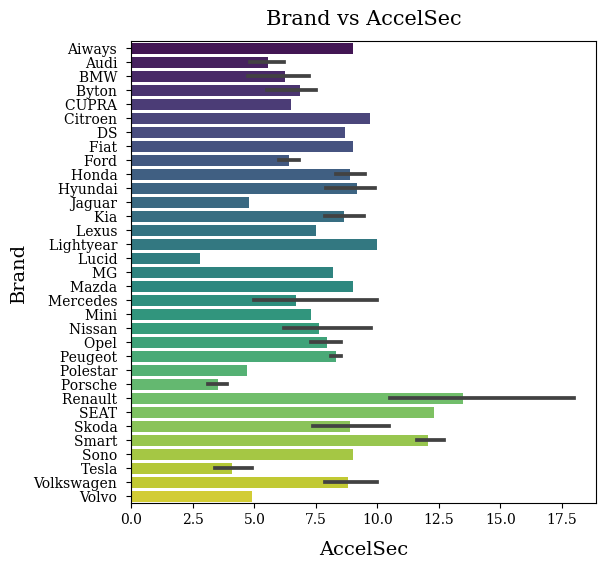 Brand vs AccelSec
Aiways
Audi
BMW
Byton
CUPRA
Citroen
DS
Fiat
Ford
Honda
Hyundai
Jaguar
Kia
Lexus
Lightyear
Lucid
MG
Mazda
Mercedes
Mini
Nissan
Opel
Peugeot
Polestar
Porsche
Renault
SEAT
Skoda
Smart
Sono
Tesla
Volkswagen
Volvo
Brand
0.0 2.5 5.0 7.5 10.0 12.5 15.0 17.5
AccelSec